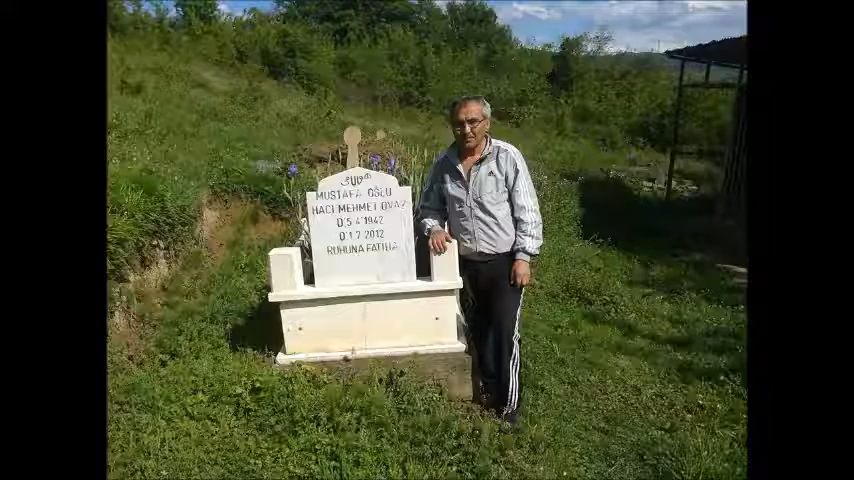 MUSTAFA OĞLU
HACI MEHMET OVAZ
D.5.4.1942
Ö.1.7.2012
RUHUNA FATİHA